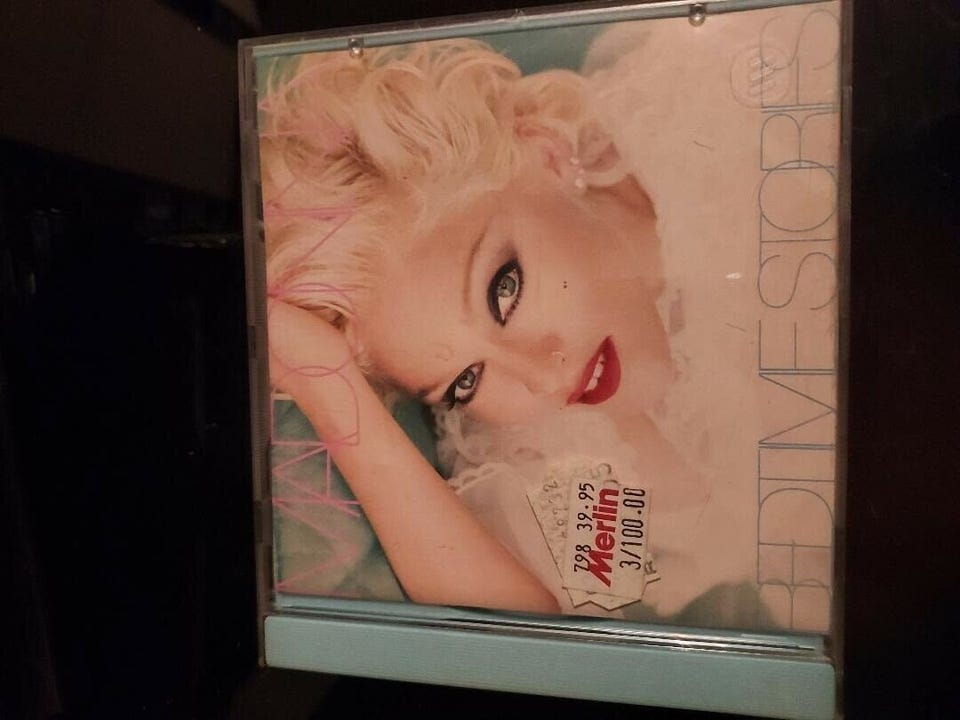 MADONNA
BEDTIME STORIES
798 39.95
Merlin
3/100.00